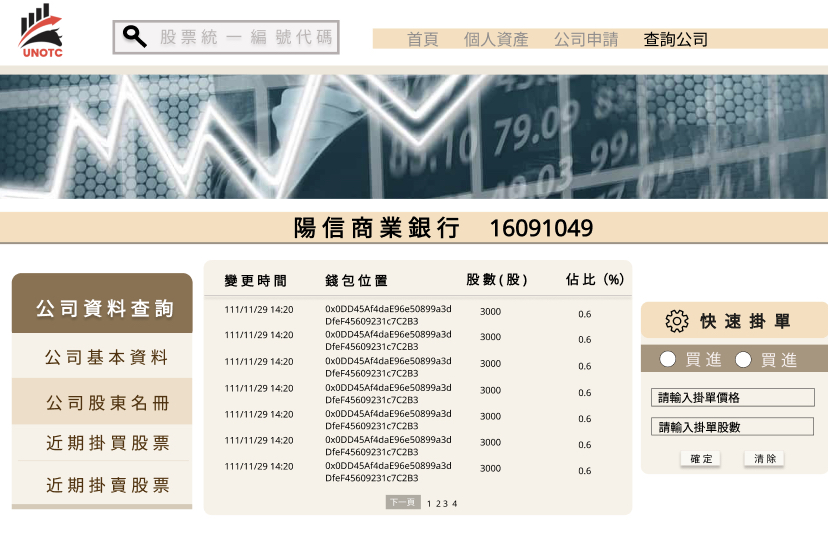 UNOTC
股票統一編號代碼
首頁 個人資產 公司申請 查詢公司
89.10 79.09 99.2
49.03
陽信商業銀行 16091049
公司資料查詢
公司基本資料
公司股東名冊
近期掛買股票
近期掛賣股票
變更時間 錢包位置 股數(股) 佔比 (%)
111/11/29 14:20 0x0DD45Af4daE96e50899a3d 3000 0.6
DfeF45609231c7C2B3
111/11/29 14:20 0x0DD45Af4daE96e50899a3d 3000 0.6
DfeF45609231c7C2B3
111/11/29 14:20 0x0DD45Af4daE96e50899a3d 3000 0.6
DfeF45609231c7C2B3
111/11/29 14:20 0x0DD45Af4daE96e50899a3d 3000 0.6
DfeF45609231c7C2B3
111/11/29 14:20 0x0DD45Af4daE96e50899a3d 3000 0.6
DfeF45609231c7C2B3
111/11/29 14:20 0x0DD45Af4daE96e50899a3d 3000 0.6
DfeF45609231c7C2B3
111/11/29 14:20 0x0DD45Af4daE96e50899a3d 3000 0.6
DfeF45609231c7C2B3
下一頁 1 2 3 4
快速掛單
買進 買進
請輸入掛單價格
請輸入掛單股數
確定 清除